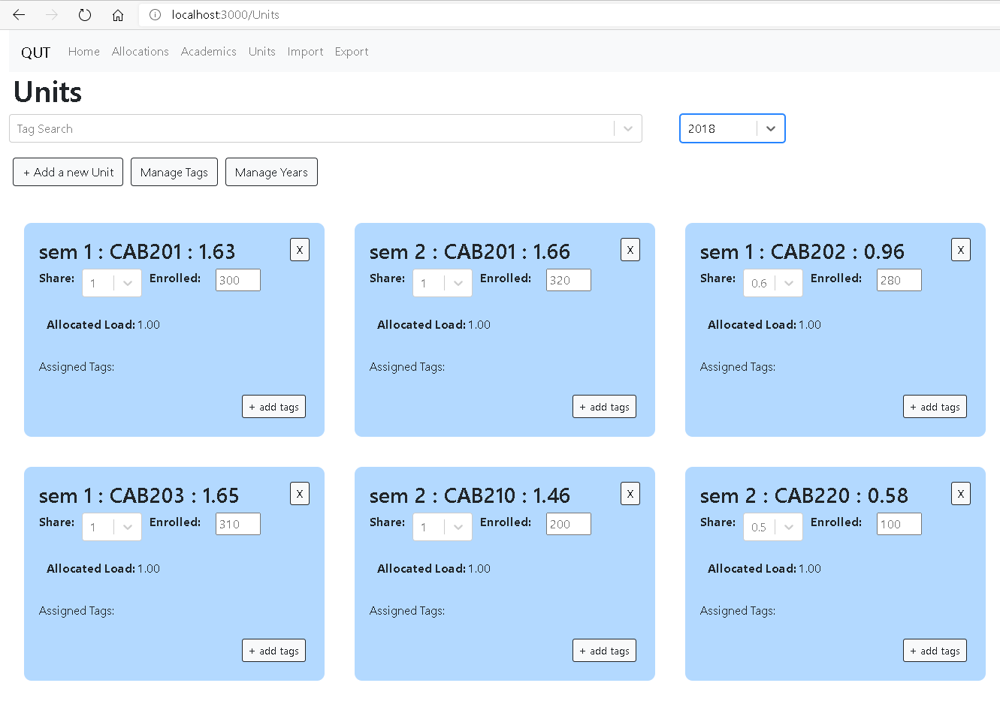 localhost:3000/Units
QUT Home Allocations Academics Units Import Export
Units
Tag Search 2018
+ Add a new Unit Manage Tags Manage Years
sem 1 : CAB201 : 1.63 X
Share: 1 Enrolled: 300
Allocated Load: 1.00
Assigned Tags:
+ add tags
sem 2 : CAB201 : 1.66 X
Share: 1 Enrolled: 320
Allocated Load: 1.00
Assigned Tags:
+ add tags
sem 1 : CAB202 : 0.96 X
Share: 0.6 Enrolled: 280
Allocated Load: 1.00
Assigned Tags:
+ add tags
sem 1 : CAB203 : 1.65 X
Share: 1 Enrolled: 310
Allocated Load: 1.00
Assigned Tags:
+ add tags
sem 2 : CAB210 : 1.46 X
Share: 1 Enrolled: 200
Allocated Load: 1.00
Assigned Tags:
+ add tags
sem 2 : CAB220 : 0.58 X
Share: 0.5 Enrolled: 100
Allocated Load: 1.00
Assigned Tags:
+ add tags